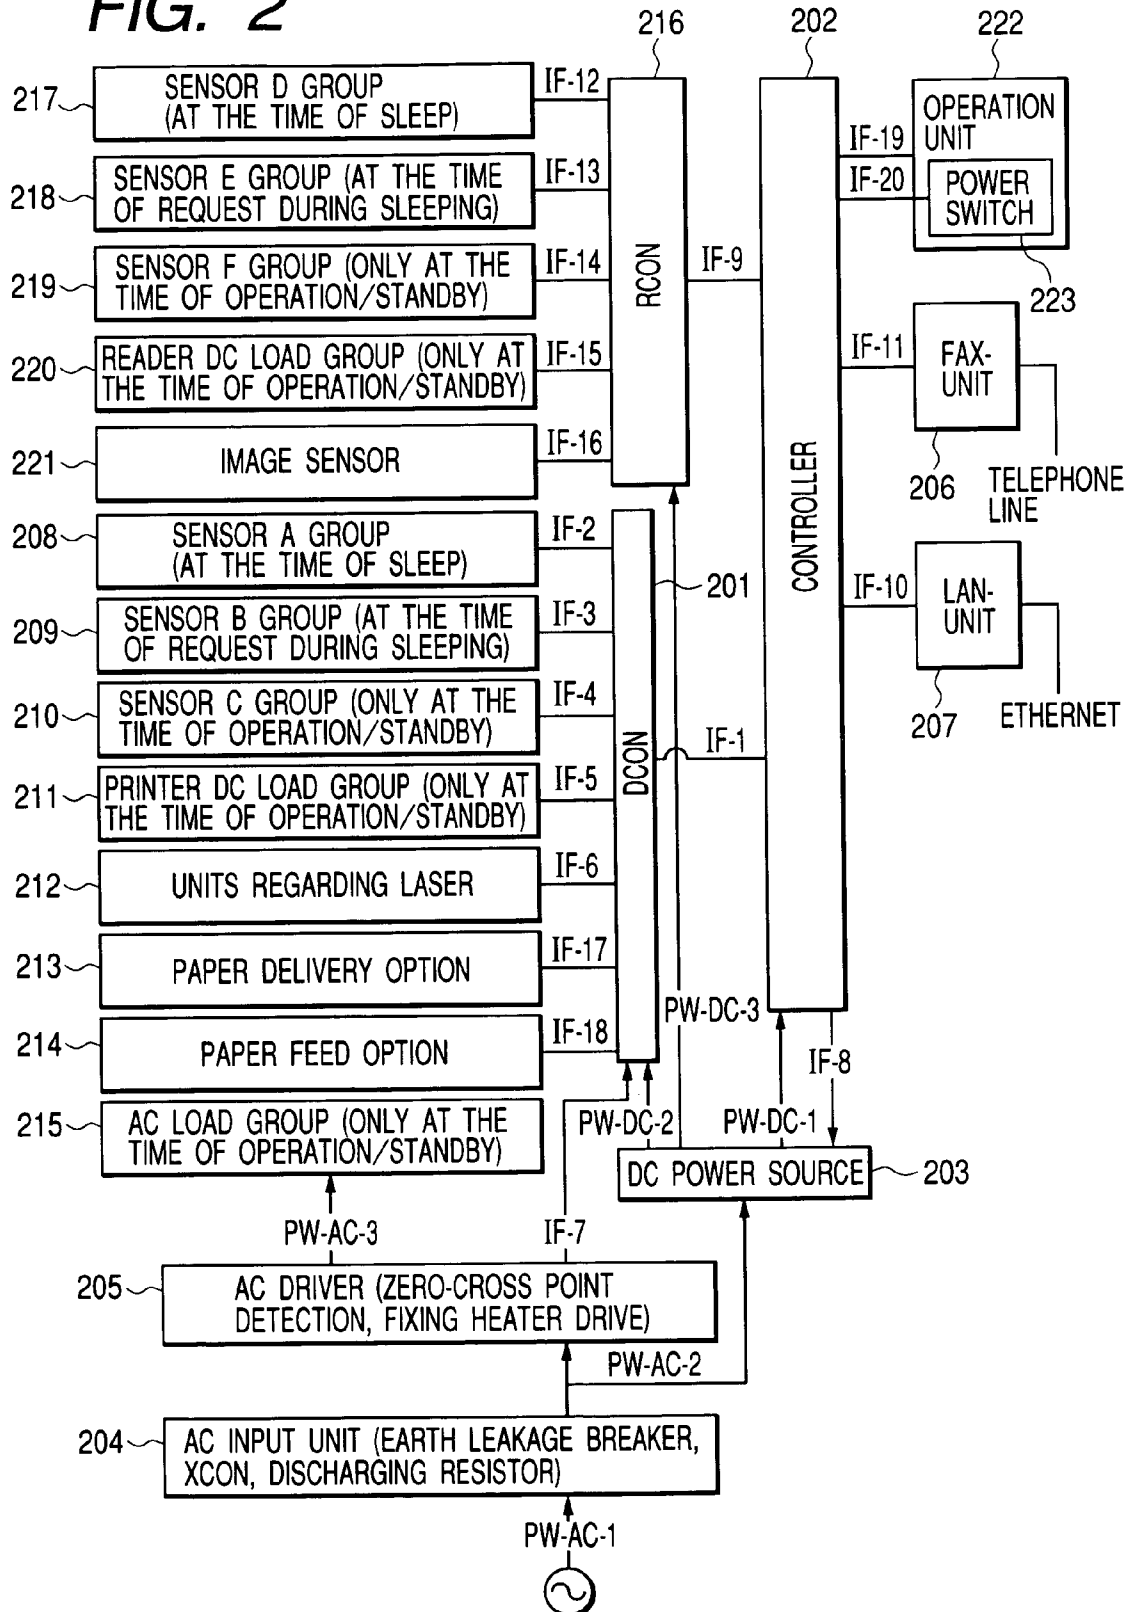 FIG. 2
216
202
222
217
SENSOR D GROUP
(AT THE TIME OF SLEEP)
IF-12
218
SENSOR E GROUP (AT THE TIME
OF REQUEST DURING SLEEPING)
IF-13
219
SENSOR F GROUP (ONLY AT THE
TIME OF OPERATION/STANDBY)
IF-14
220
READER DC LOAD GROUP (ONLY AT
THE TIME OF OPERATION/STANDBY)
IF-15
221
IMAGE SENSOR
IF-16
RCON
IF-9
CONTROLLER
IF-19
IF-20
OPERATION
UNIT
POWER
SWITCH
223
IF-11
FAX-
UNIT
206
TELEPHONE
LINE
IF-10
LAN-
UNIT
207
ETHERNET
208
SENSOR A GROUP
(AT THE TIME OF SLEEP)
IF-2
209
SENSOR B GROUP (AT THE TIME
OF REQUEST DURING SLEEPING)
IF-3
210
SENSOR C GROUP (ONLY AT THE
TIME OF OPERATION/STANDBY)
IF-4
211
PRINTER DC LOAD GROUP (ONLY AT
THE TIME OF OPERATION/STANDBY)
IF-5
212
UNITS REGARDING LASER
IF-6
213
PAPER DELIVERY OPTION
IF-17
214
PAPER FEED OPTION
IF-18
DCON
201
IF-1
PW-DC-3
IF-8
215
AC LOAD GROUP (ONLY AT THE
TIME OF OPERATION/STANDBY)
PW-DC-2
PW-DC-1
DC POWER SOURCE
203
PW-AC-3
IF-7
205
AC DRIVER (ZERO-CROSS POINT
DETECTION, FIXING HEATER DRIVE)
PW-AC-2
204
AC INPUT UNIT (EARTH LEAKAGE BREAKER,
XCON, DISCHARGING RESISTOR)
PW-AC-1